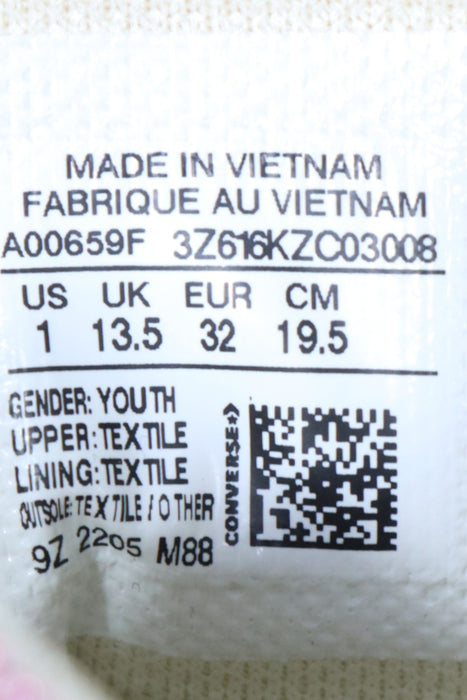 MADE IN VIETNAM
FABRIQUE AU VIETNAM
A00659F 3Z616KZC03008
US UK EUR CM
1 13.5 32 19.5
GENDER: YOUTH
UPPER: TEXTILE
LINING: TEXTILE
OUTSOLE: TEXTILE / OTHER
9Z 2205 M88
CONVERSE